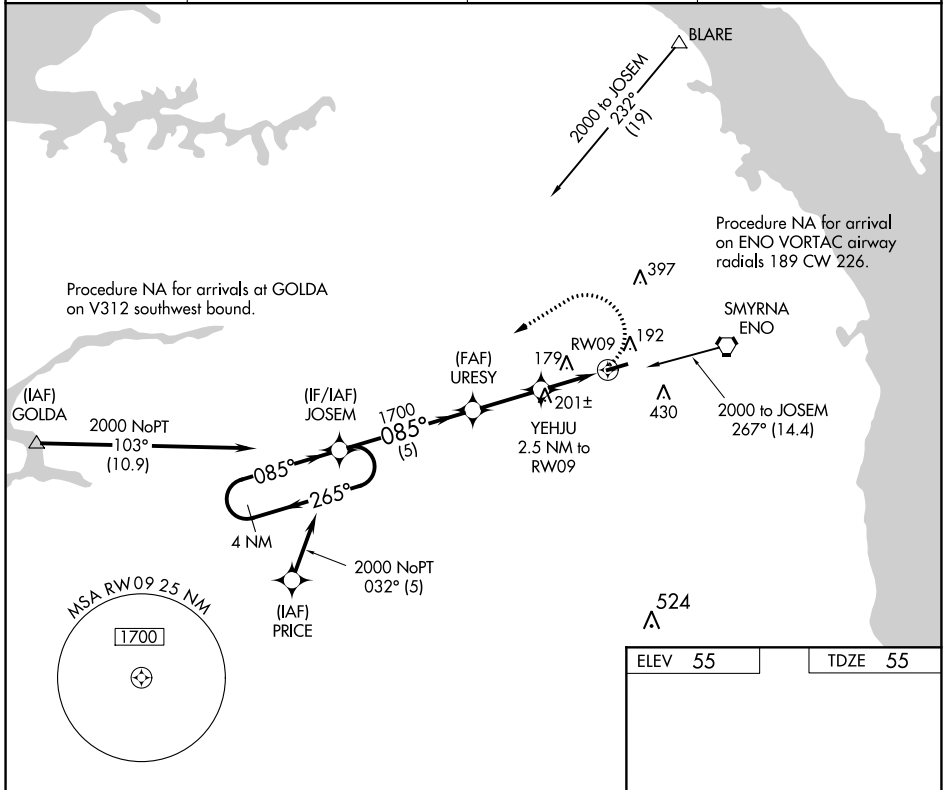 BLARE
2000 to JOSEM
232°
(19)
Procedure NA for arrival
on ENO VORTAC airway
radials 189 CW 226.
397
Procedure NA for arrivals at GOLDA
on V312 southwest bound.
SMYRNA
ENO
192
RW09
179
(FAF)
URESY
(IF/IAF)
JOSEM
(IAF)
GOLDA
2000 NoPT
103°
(10.9)
1700
085°
(5)
201±
YEHJU
2.5 NM to
RW09
430
2000 to JOSEM
267° (14.4)
085°
265°
4 NM
2000 NoPT
032° (5)
(IAF)
PRICE
MSA RW09 25 NM
1700
524
ELEV 55
TDZE 55